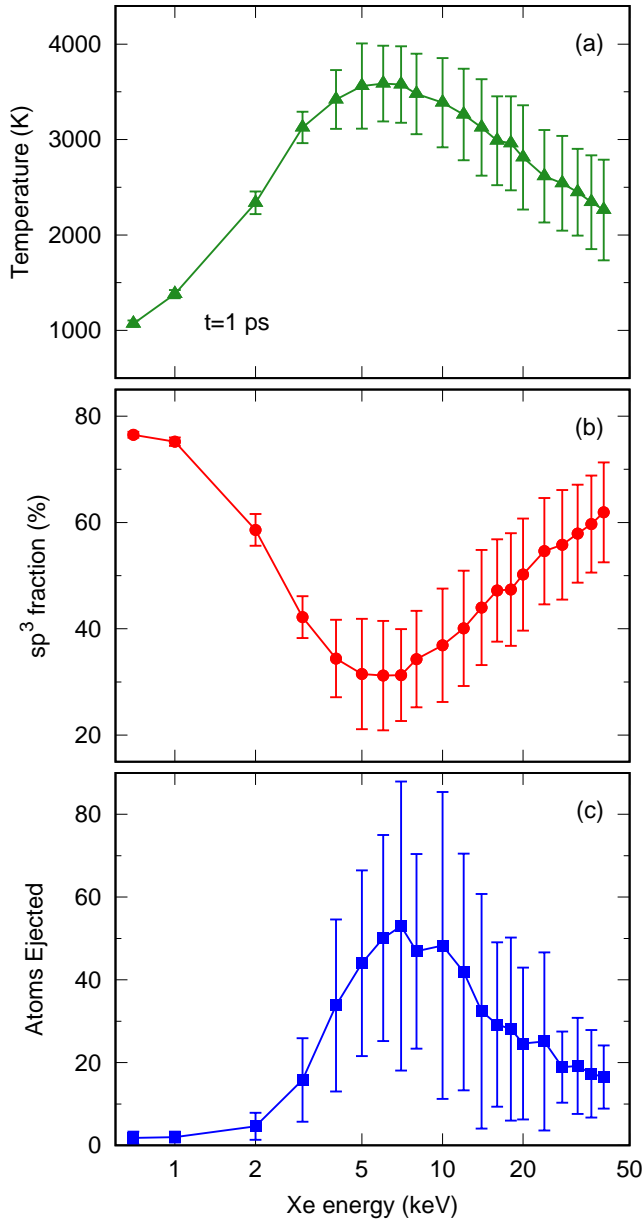 (a)
4000
3000
2000
1000
Temperature (K)
t=1 ps
(b)
80
60
40
20
sp³ fraction (%)
(c)
80
60
40
20
0
Atoms Ejected
1 2 5 10 20 50
Xe energy (keV)